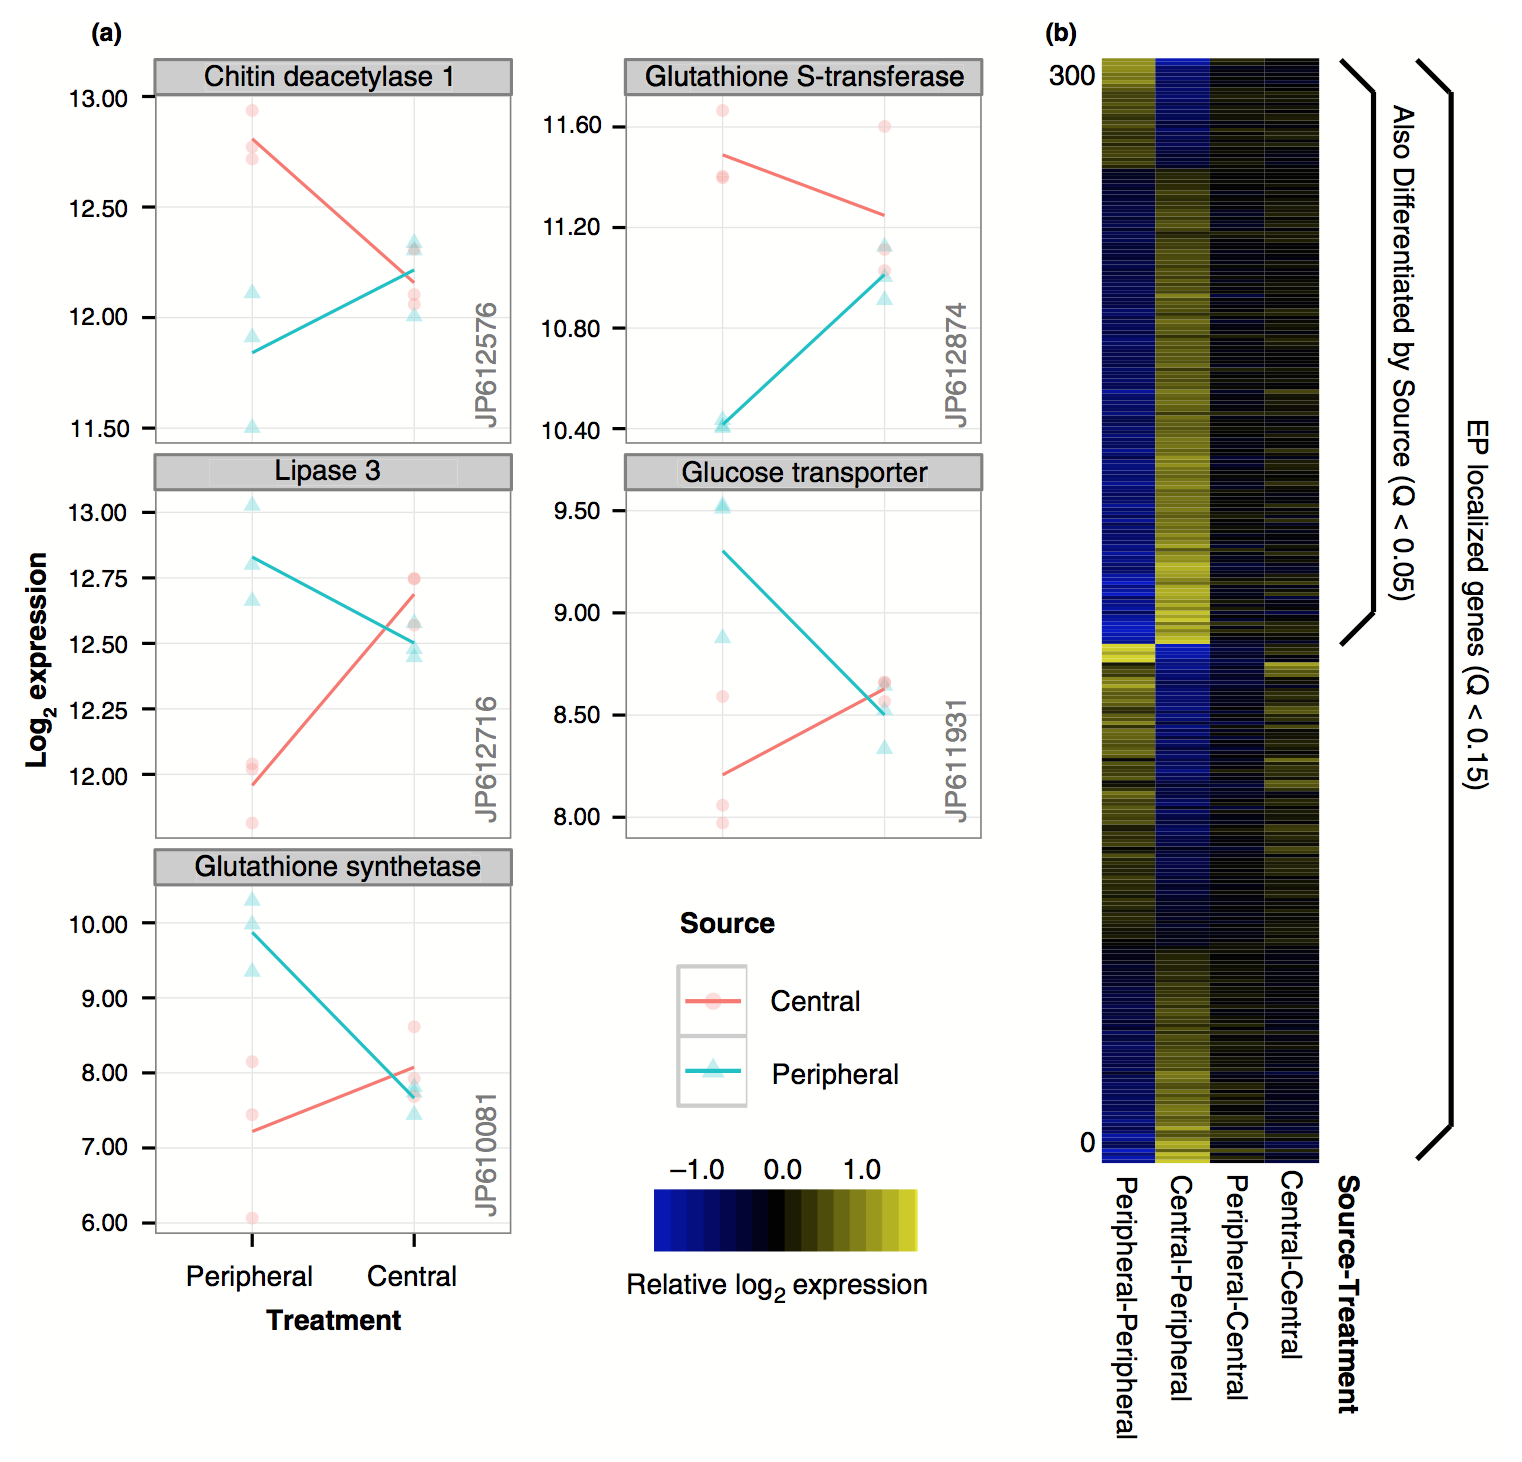 (a)
Chitin deacetylase 1
13.00
12.50
12.00
11.50
JP612576
Glutathione S-transferase
11.60
11.20
10.80
10.40
JP612874
Lipase 3
13.00
12.75
12.50
12.25
12.00
JP612716
Glucose transporter
9.50
9.00
8.50
8.00
JP611931
Glutathione synthetase
10.00
9.00
8.00
7.00
6.00
JP610081
Log2 expression
Peripheral
Central
Treatment
Source
Central
Peripheral
−1.0 0.0 1.0
Relative log2 expression
(b)
300
0
Also Differentiated by Source (Q < 0.05)
EP localized genes (Q < 0.15)
Peripheral-Peripheral
Central-Peripheral
Peripheral-Central
Central-Central
Source-Treatment